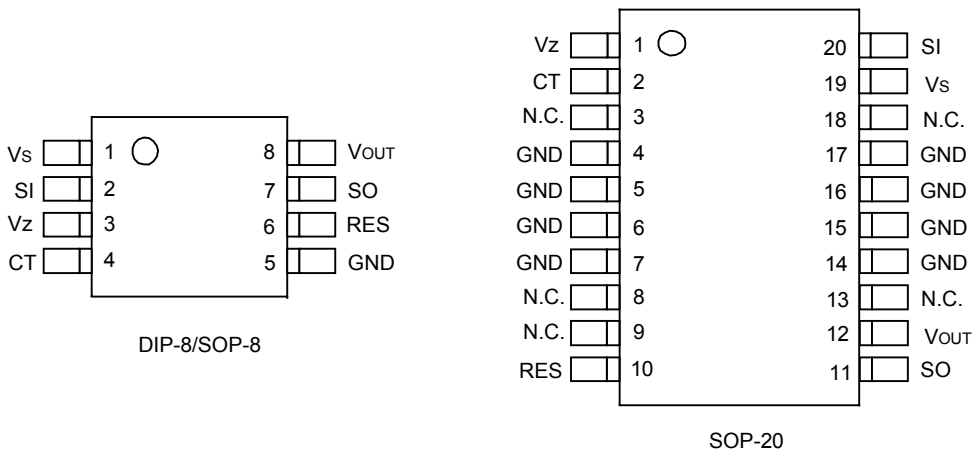 Vs 1 8 VOUT
SI 2 7 SO
Vz 3 6 RES
CT 4 5 GND
DIP-8/SOP-8
Vz 1 20 SI
CT 2 19 Vs
N.C. 3 18 N.C.
GND 4 17 GND
GND 5 16 GND
GND 6 15 GND
GND 7 14 GND
N.C. 8 13 N.C.
N.C. 9 12 VOUT
RES 10 11 SO
SOP-20